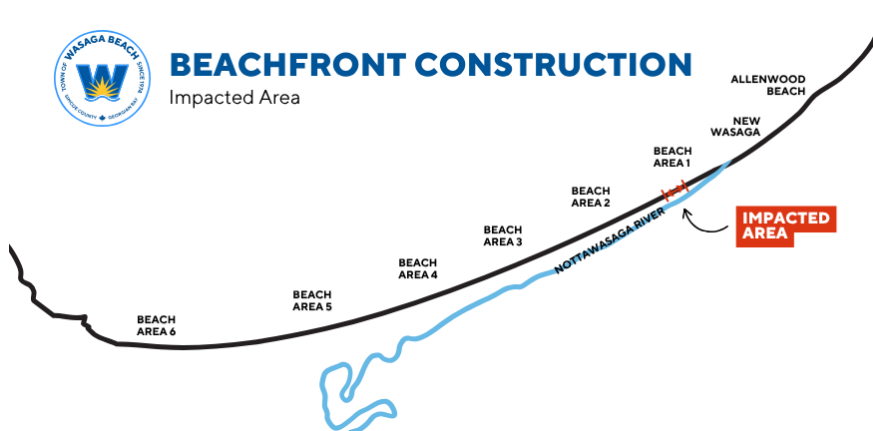 TOWN OF WASAGA BEACH SINCE 1974
W
SIMCOE COUNTY GEORGIAN BAY
BEACHFRONT CONSTRUCTION
Impacted Area
ALLENWOOD
BEACH
NEW
WASAGA
BEACH
AREA 1
BEACH
AREA 2
IMPACTED
AREA
NOTTAWASAGA RIVER
BEACH
AREA 3
BEACH
AREA 4
BEACH
AREA 5
BEACH
AREA 6